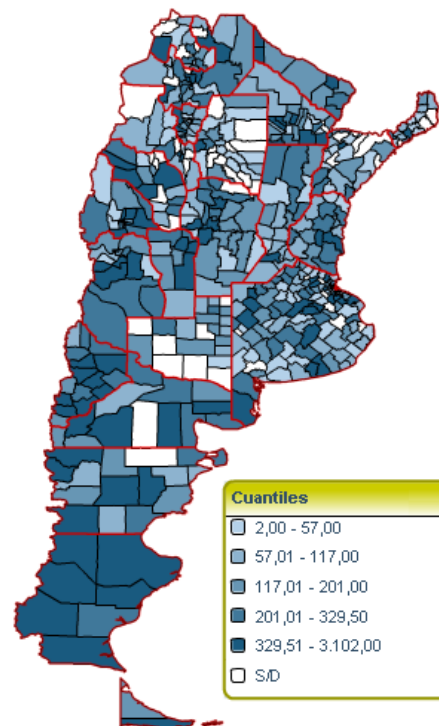 Cuantiles
2,00 - 57,00
57,01 - 117,00
117,01 - 201,00
201,01 - 329,50
329,51 - 3.102,00
S/D